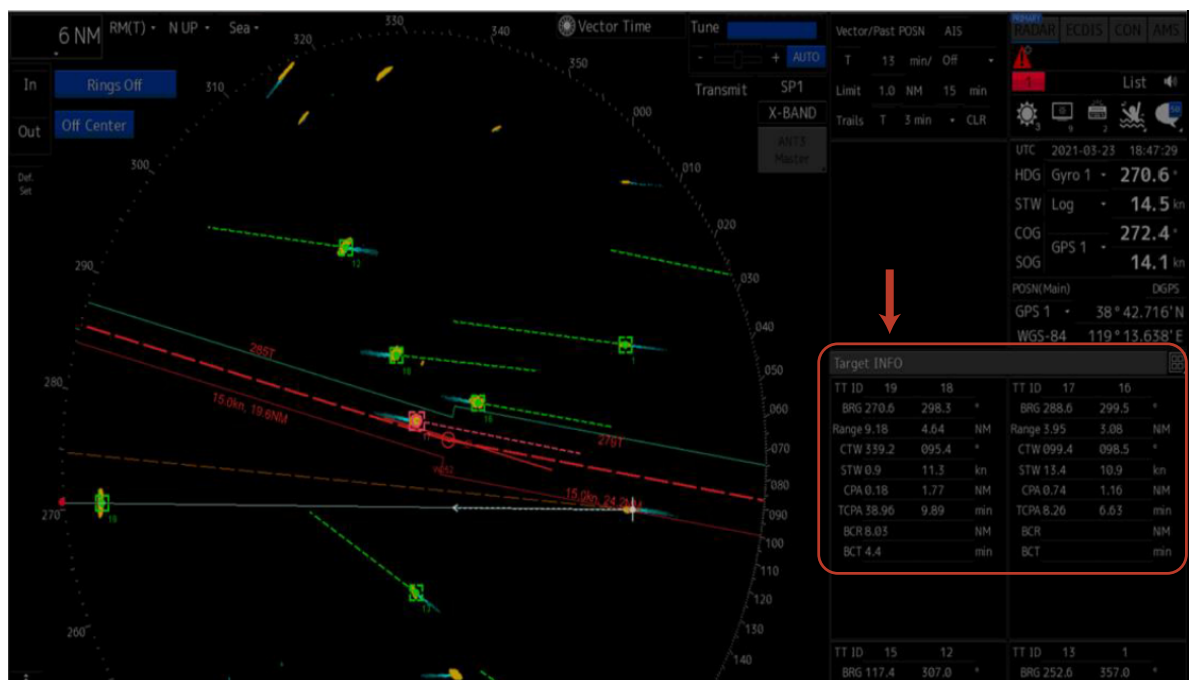 6 NM RM(T) N UP Sea
Vector Time
Tune
- + AUTO
Transmit SP1
X-BAND
ANT3
Master
In
Out
Def.
Set
Rings Off
Off Center
Vector/Past POSN AIS
T 13 min/ Off
Limit 1.0 NM 15 min
Trails T 3 min CLR
RADAR ECDIS CON AMS
List
3 9 2
UTC 2021-03-23 18:47:29
HDG Gyro 1 270.6°
STW Log 14.5 kn
COG 272.4°
GPS 1
SOG 14.1 kn
POSN(Main) DGPS
GPS 1 38°42.716'N
WGS-84 119°13.638'E
Target INFO
TT ID 19 18
BRG 270.6 298.3 °
Range 9.18 4.64 NM
CTW 339.2 095.4 °
STW 0.9 11.3 kn
CPA 0.18 1.77 NM
TCPA 38.96 9.89 min
BCR 8.03 NM
BCT 4.4 min
TT ID 17 16
BRG 288.6 299.5 °
Range 3.95 3.08 NM
CTW 099.4 098.5 °
STW 13.4 10.9 kn
CPA 0.74 1.16 NM
TCPA 8.26 6.63 min
BCR NM
BCT min
TT ID 15 12
BRG 117.4 307.0 °
TT ID 13 1
BRG 252.6 357.0 °
260
270
280
290
300
310
320
330
340
350
000
010
020
030
040
050
060
070
080
090
100
110
120
130
140
285T
15.0kn, 19.6NM
279T
12
1
18
16
19
13